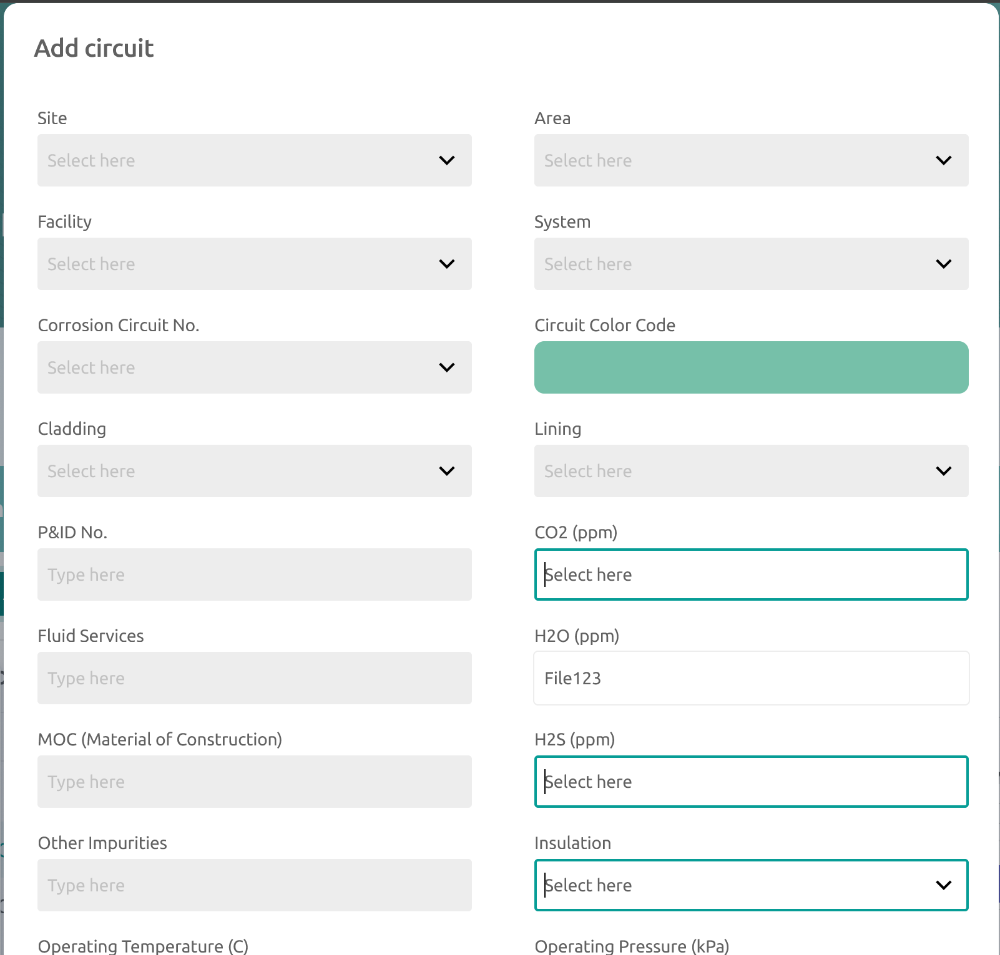 Add circuit
Site
Area
Select here
Select here
Facility
System
Select here
Select here
Corrosion Circuit No.
Circuit Color Code
Select here
Cladding
Lining
Select here
Select here
P&ID No.
CO2 (ppm)
Type here
Select here
Fluid Services
H2O (ppm)
Type here
File123
MOC (Material of Construction)
H2S (ppm)
Type here
Select here
Other Impurities
Insulation
Type here
Select here
Operating Temperature (C)
Operating Pressure (kPa)